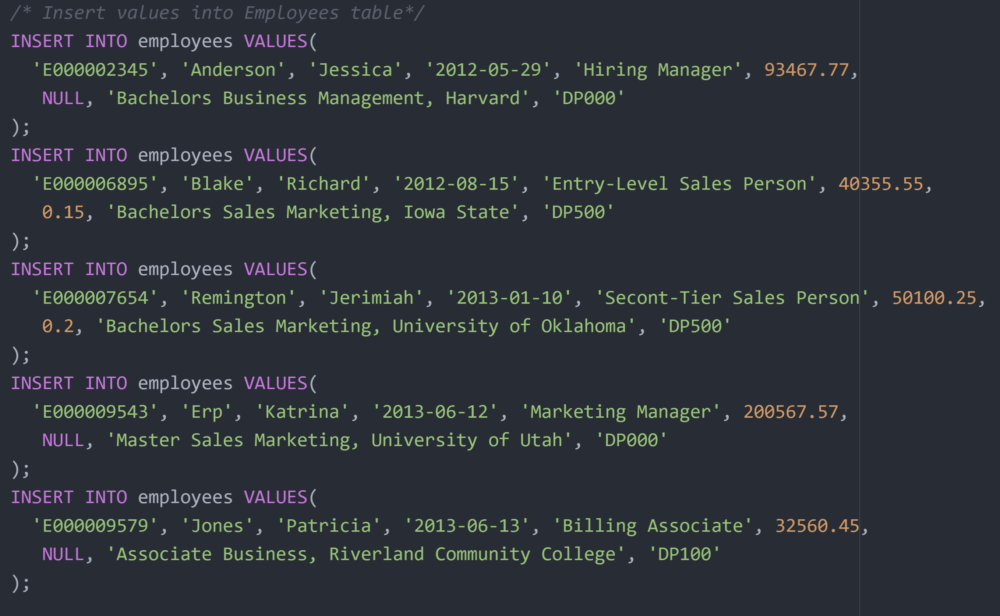 /* Insert values into Employees table*/
INSERT INTO employees VALUES(
'E000002345', 'Anderson', 'Jessica', '2012-05-29', 'Hiring Manager', 93467.77,
NULL, 'Bachelors Business Management, Harvard', 'DP000'
);
INSERT INTO employees VALUES(
'E000006895', 'Blake', 'Richard', '2012-08-15', 'Entry-Level Sales Person', 40355.55,
0.15, 'Bachelors Sales Marketing, Iowa State', 'DP500'
);
INSERT INTO employees VALUES(
'E000007654', 'Remington', 'Jerimiah', '2013-01-10', 'Secont-Tier Sales Person', 50100.25,
0.2, 'Bachelors Sales Marketing, University of Oklahoma', 'DP500'
);
INSERT INTO employees VALUES(
'E000009543', 'Erp', 'Katrina', '2013-06-12', 'Marketing Manager', 200567.57,
NULL, 'Master Sales Marketing, University of Utah', 'DP000'
);
INSERT INTO employees VALUES(
'E000009579', 'Jones', 'Patricia', '2013-06-13', 'Billing Associate', 32560.45,
NULL, 'Associate Business, Riverland Community College', 'DP100'
);